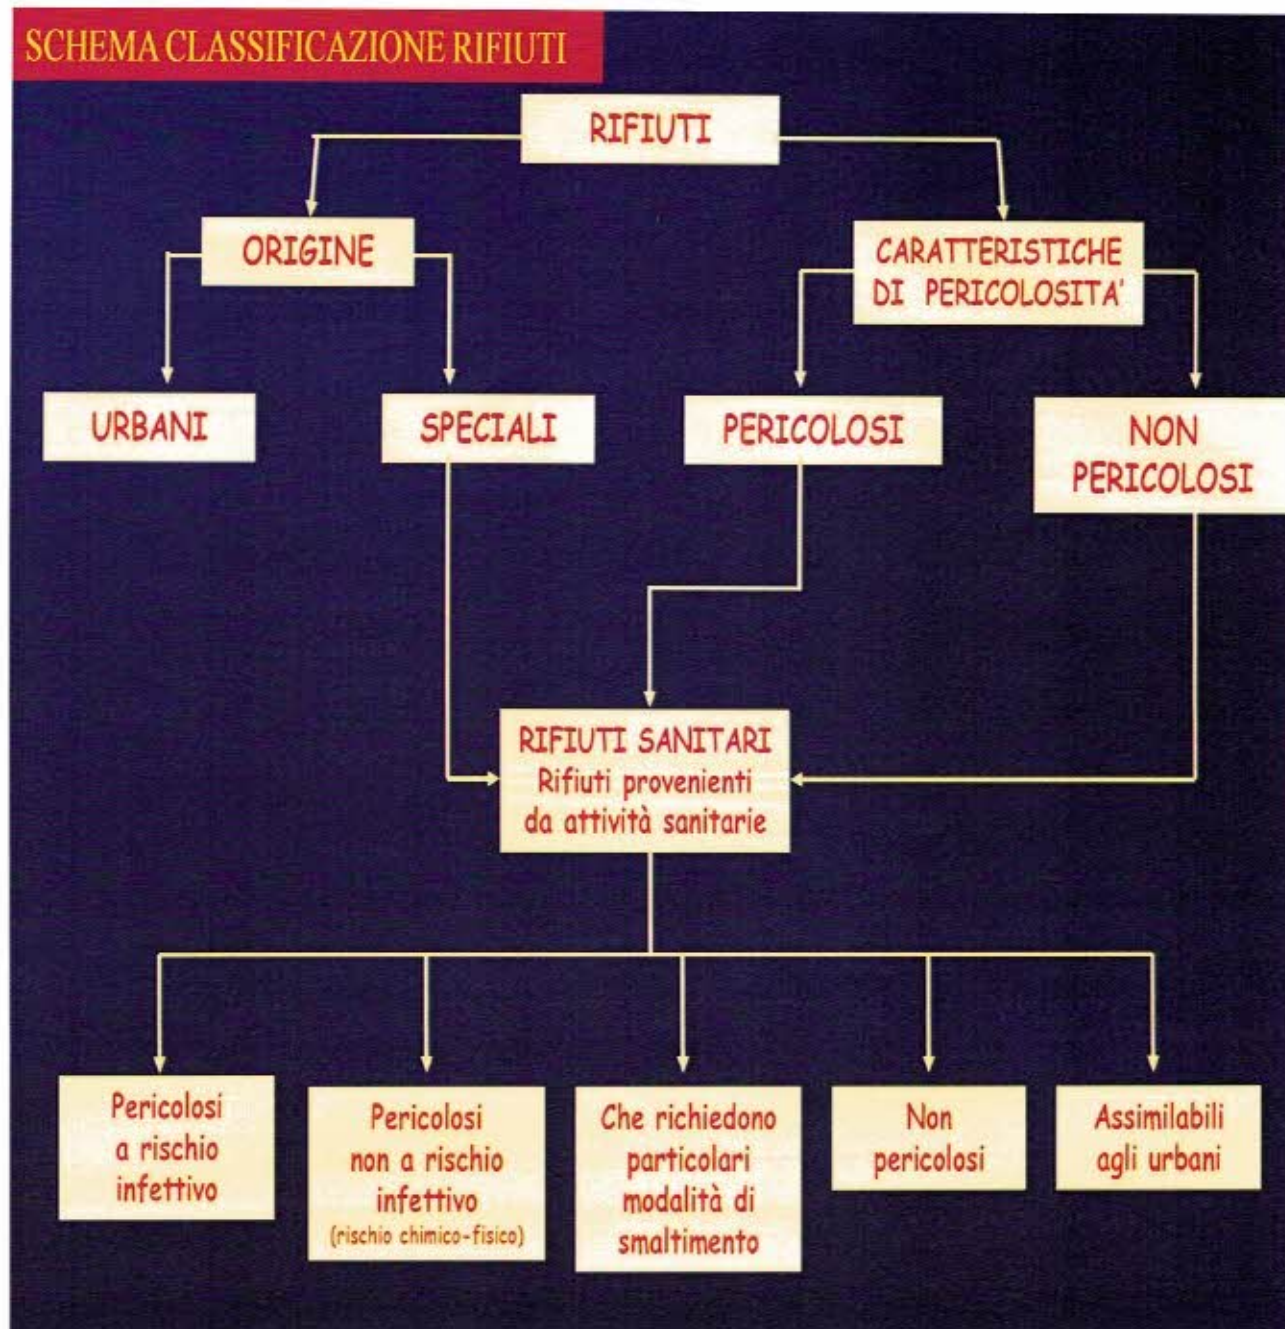 SCHEMA CLASSIFICAZIONE RIFIUTI
RIFIUTI
ORIGINE
CARATTERISTICHE
DI PERICOLOSITA'
URBANI
SPECIALI
PERICOLOSI
NON
PERICOLOSI
RIFIUTI SANITARI
Rifiuti provenienti
da attività sanitarie
Pericolosi
a rischio
infettivo
Pericolosi
non a rischio
infettivo
(rischio chimico-fisico)
Che richiedono
particolari
modalità di
smaltimento
Non
pericolosi
Assimilabili
agli urbani